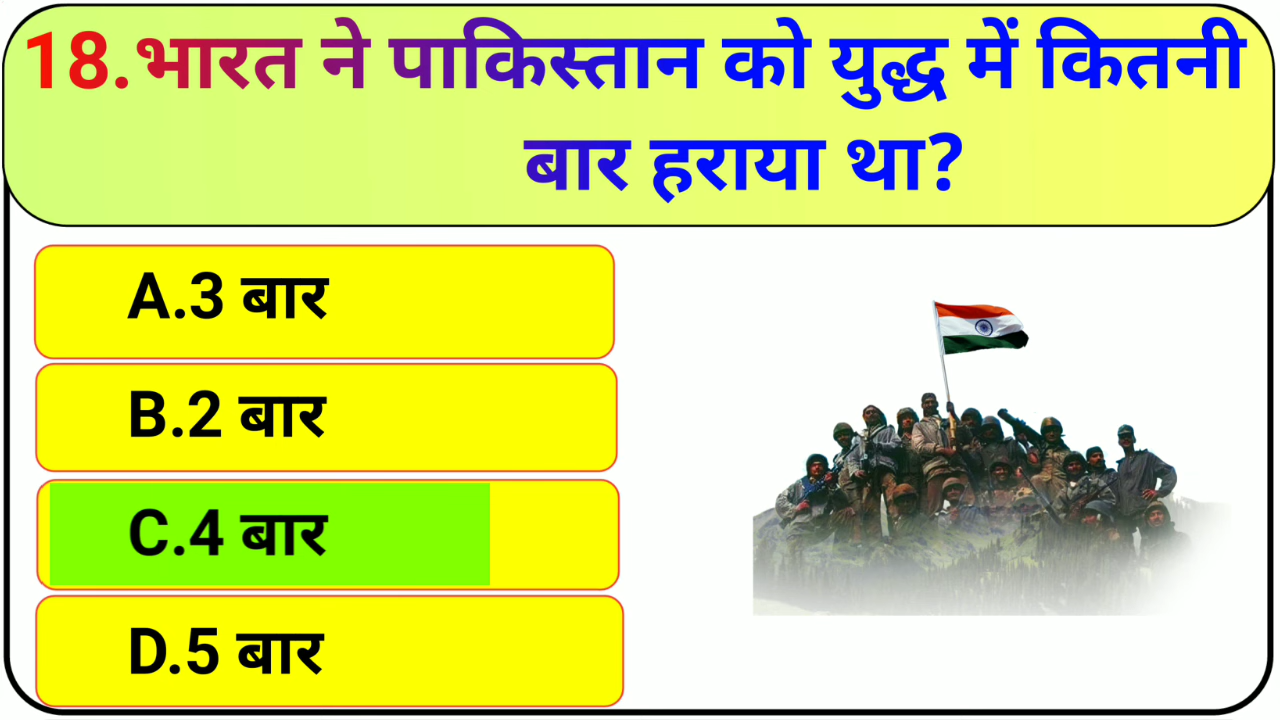 18.भारत ने पाकिस्तान को युद्ध में कितनी
बार हराया था?
A.3 बार
B.2 बार
C.4 बार
D.5 बार